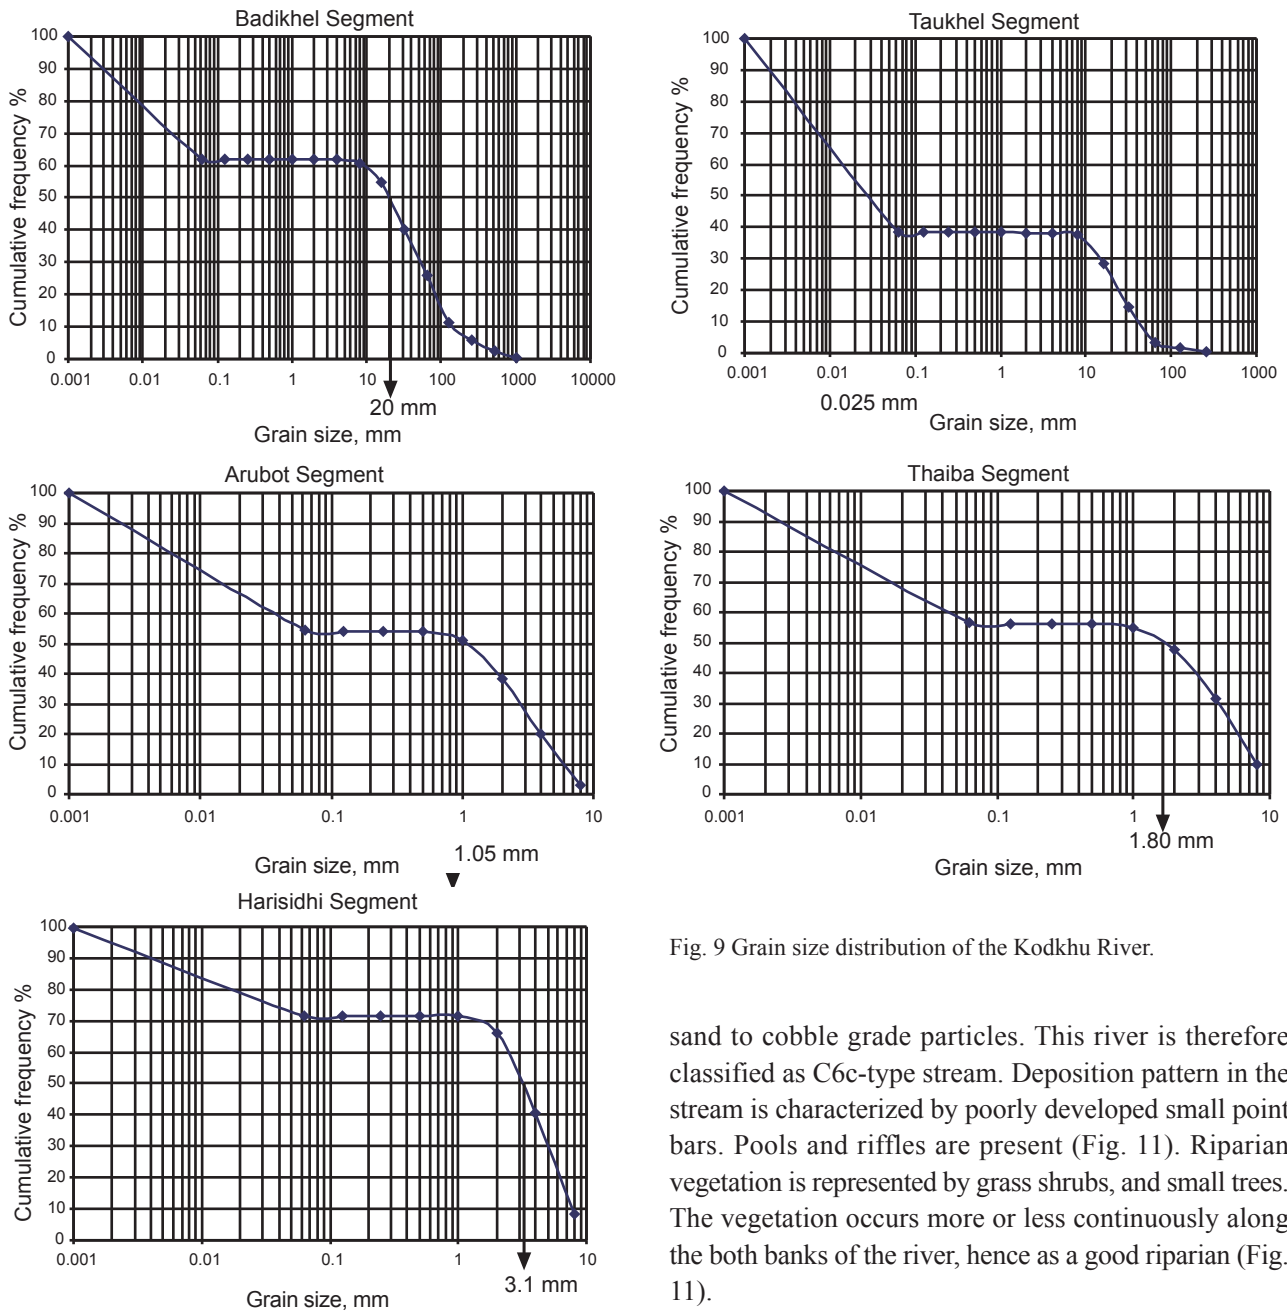 Badikhel Segment
Cumulative frequency %
100
90
80
70
60
50
40
30
20
10
0
0.001 0.01 0.1 1 10 100 1000 10000
20 mm
Grain size, mm
Taukhel Segment
Cumulative frequency %
100
90
80
70
60
50
40
30
20
10
0
0.001 0.01 0.1 1 10 100 1000
0.025 mm
Grain size, mm
Arubot Segment
Cumulative frequency %
100
90
80
70
60
50
40
30
20
10
0
0.001 0.01 0.1 1 10
1.05 mm
Grain size, mm
Thaiba Segment
Cumulative frequency %
100
90
80
70
60
50
40
30
20
10
0
0.001 0.01 0.1 1 10
1.80 mm
Grain size, mm
Harisidhi Segment
Cumulative frequency %
100
90
80
70
60
50
40
30
20
10
0
0.001 0.01 0.1 1 10
3.1 mm
Grain size, mm
Fig. 9 Grain size distribution of the Kodkhu River.
sand to cobble grade particles. This river is therefore
classified as C6c-type stream. Deposition pattern in the
stream is characterized by poorly developed small point
bars. Pools and riffles are present (Fig. 11). Riparian
vegetation is represented by grass shrubs, and small trees.
The vegetation occurs more or less continuously along
the both banks of the river, hence as a good riparian (Fig.
11).